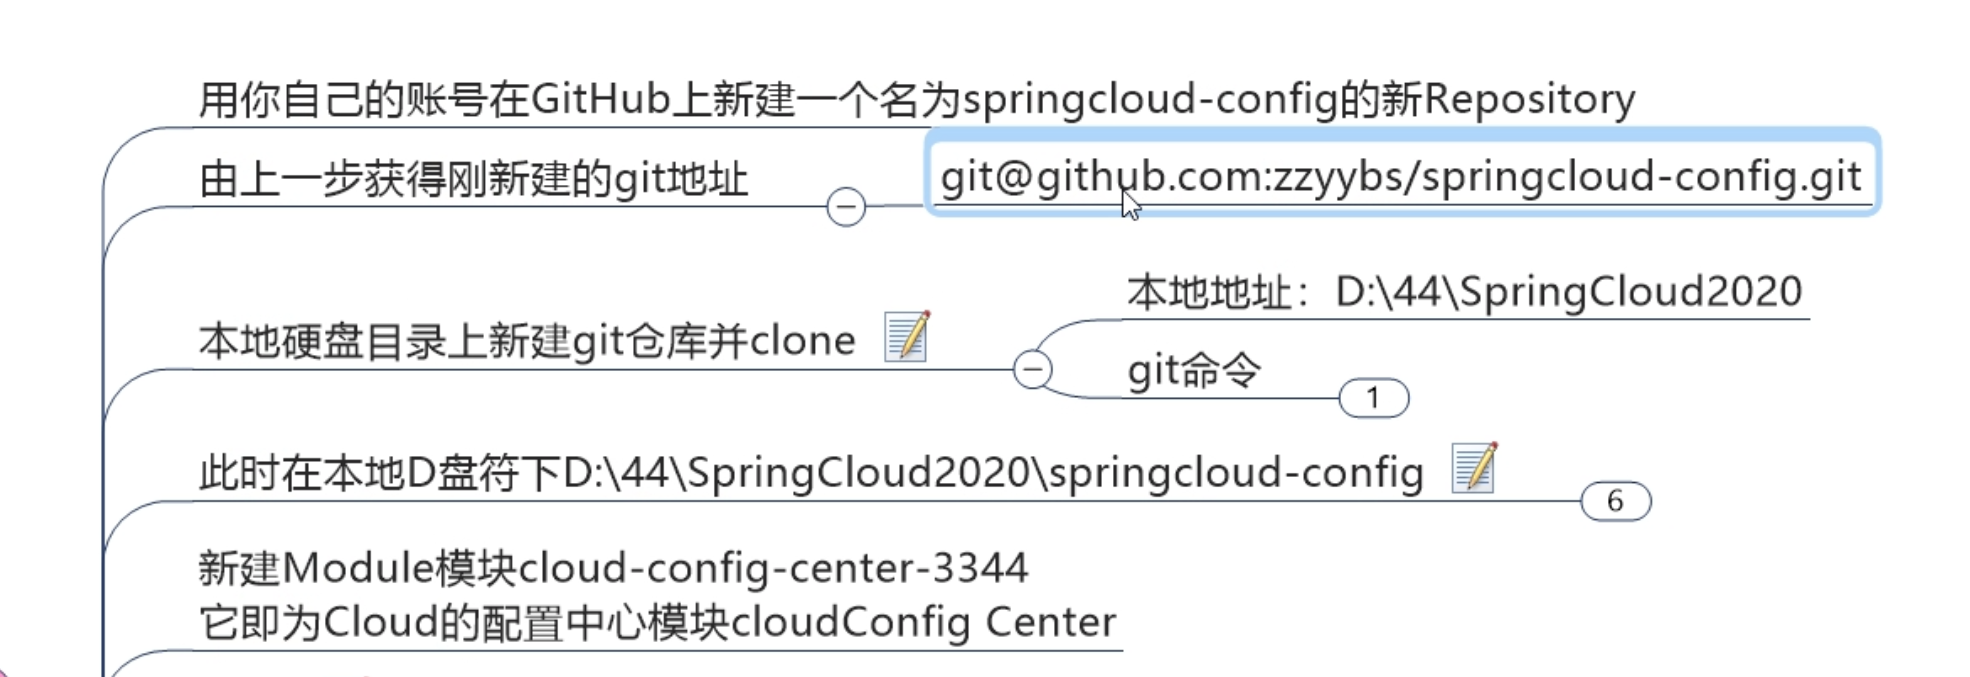 用你自己的账号在GitHub上新建一个名为springcloud-config的新Repository
由上一步获得刚新建的git地址
git@github.com:zzyybs/springcloud-config.git
本地硬盘目录上新建git仓库并clone
本地地址：D:\44\SpringCloud2020
git命令
1
此时在本地D盘符下D:\44\SpringCloud2020\springcloud-config
6
新建Module模块cloud-config-center-3344
它即为Cloud的配置中心模块cloudConfig Center